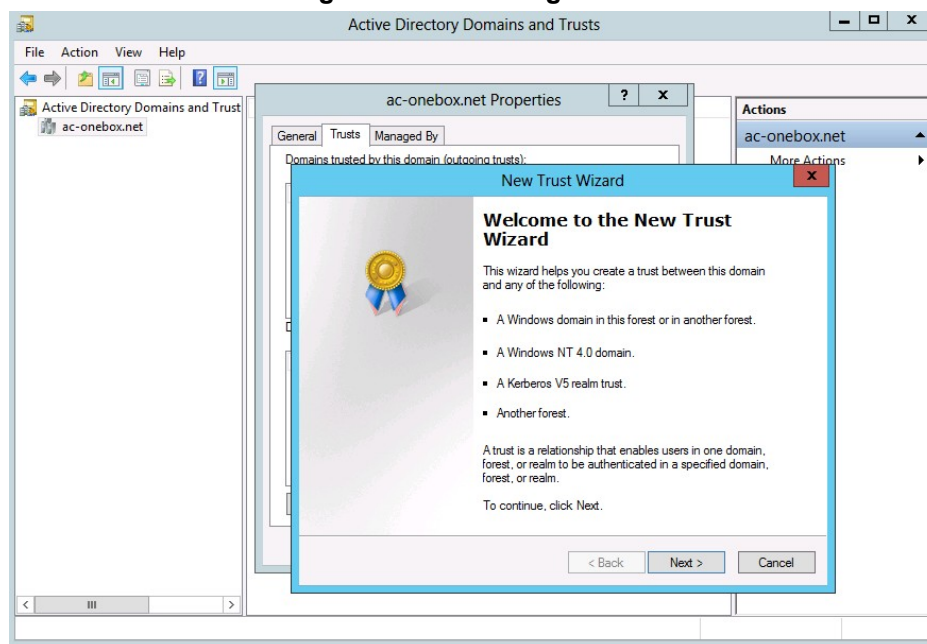 Active Directory Domains and Trusts
File Action View Help
Active Directory Domains and Trust
ac-onebox.net
ac-onebox.net Properties
? x
General Trusts Managed By
Domains trusted by this domain (outgoing trusts):
Actions
ac-onebox.net
More Actions
New Trust Wizard
x
Welcome to the New Trust
Wizard
This wizard helps you create a trust between this domain
and any of the following:
▪ A Windows domain in this forest or in another forest.
▪ A Windows NT 4.0 domain.
▪ A Kerberos V5 realm trust.
▪ Another forest.
A trust is a relationship that enables users in one domain,
forest, or realm to be authenticated in a specified domain,
forest, or realm.
To continue, click Next.
< Back Next > Cancel